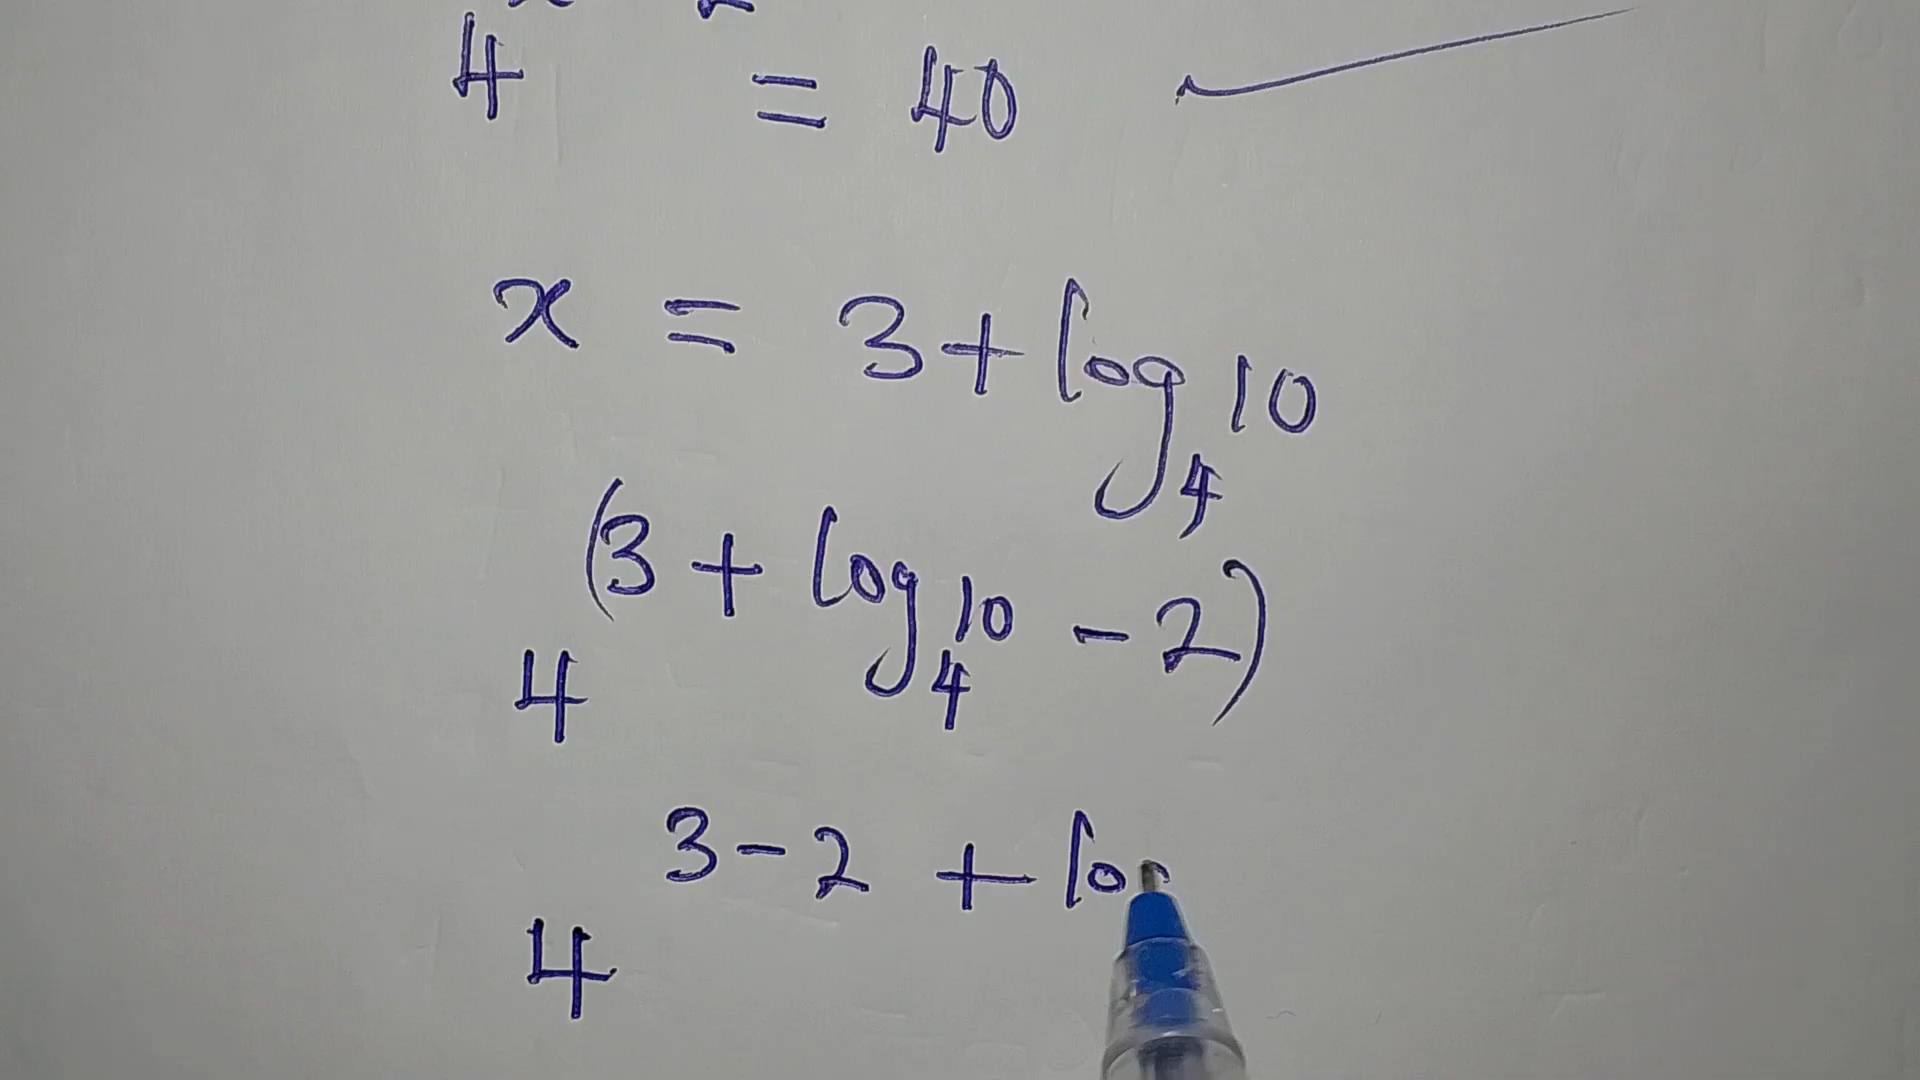 4 = 40
x = 3 + log₄10
4^(3 + log₄10 - 2)
4^3 - 2 + lo